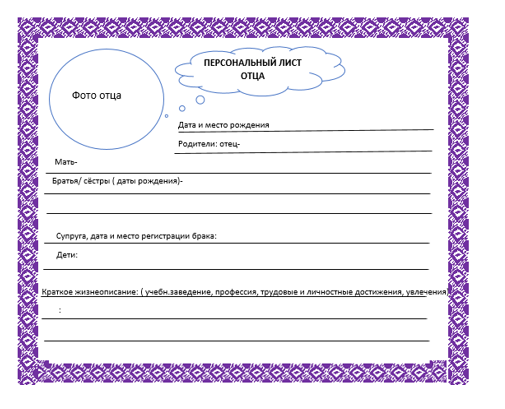 ПЕРСОНАЛЬНЫЙ ЛИСТ
ОТЦА
Фото отца
Дата и место рождения
Родители: отец-
Мать-
Братья/ сёстры ( даты рождения)-
Супруга, дата и место регистрации брака:
Дети:
Краткое жизнеописание: ( учебн.заведение, профессия, трудовые и личностные достижения, увлечения
: